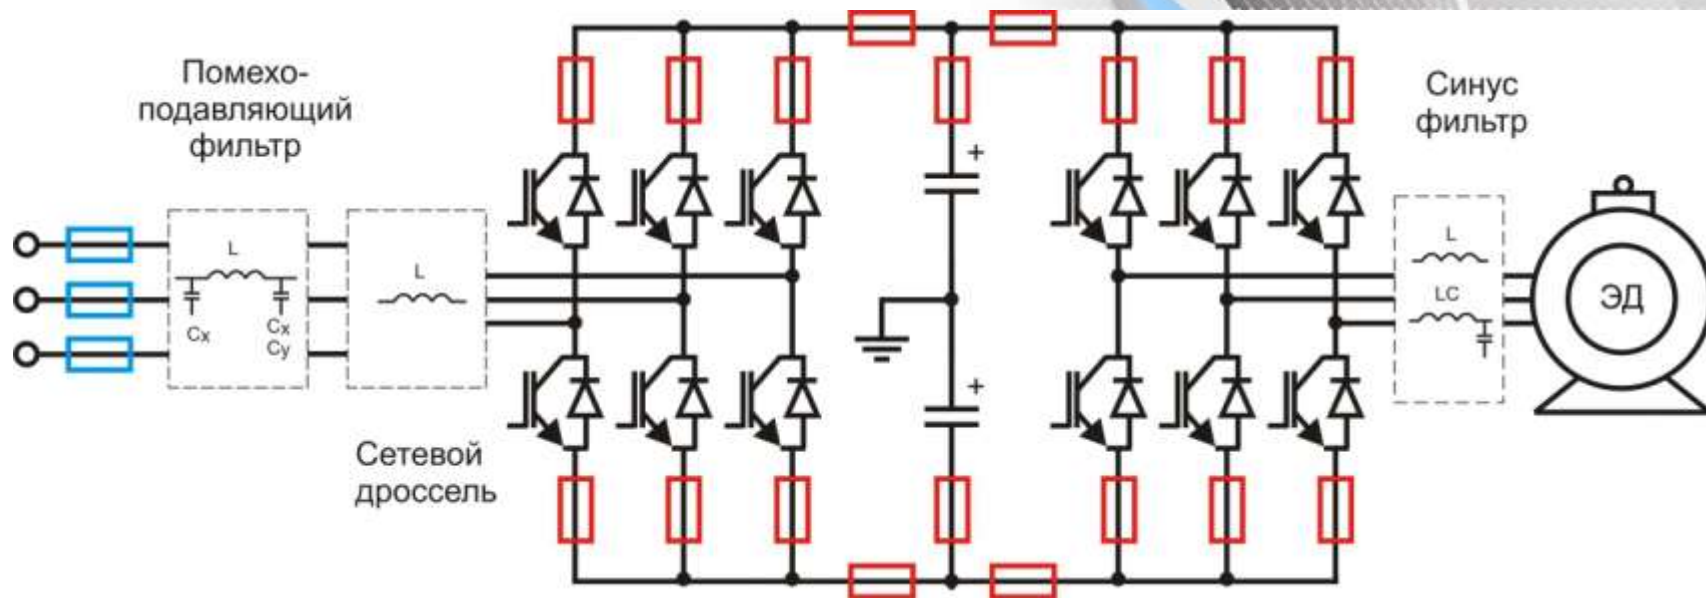 Помехо-
подавляющий
фильтр
L
Cx
Cx
Cy
L
Сетевой
дроссель
+
+
Синус
фильтр
L
LC
ЭД